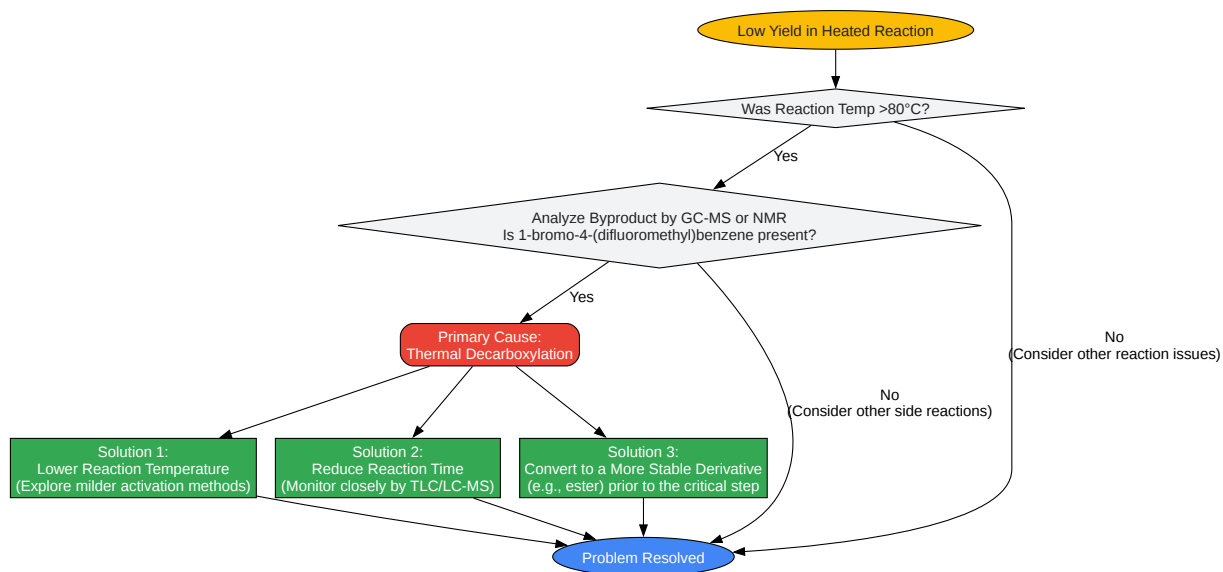 Low Yield in Heated Reaction
Was Reaction Temp >80°C?
Yes
Analyze Byproduct by GC-MS or NMR
Is 1-bromo-4-(difluoromethyl)benzene present?
Yes
Primary Cause:
Thermal Decarboxylation
No
(Consider other reaction issues)
No
(Consider other side reactions)
Solution 1:
Lower Reaction Temperature
(Explore milder activation methods)
Solution 2:
Reduce Reaction Time
(Monitor closely by TLC/LC-MS)
Solution 3:
Convert to a More Stable Derivative
(e.g., ester) prior to the critical step
Problem Resolved